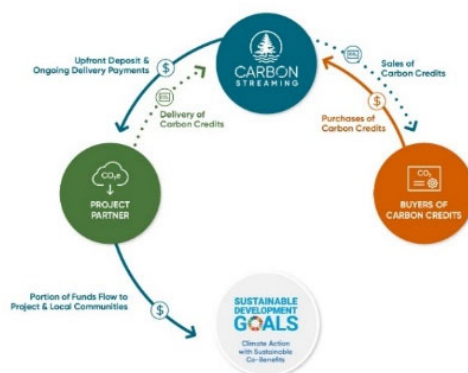 Upfront Deposit &
Ongoing Delivery Payments
$
CARBON
STREAMING
Sales of
Carbon Credits
Delivery of
Carbon Credits
$
Purchases of
Carbon Credits
CO₂e
PROJECT
PARTNER
CO₂
BUYERS OF
CARBON CREDITS
Portion of Funds Flow to
Project & Local Communities
$
SUSTAINABLE
DEVELOPMENT
GOALS
Climate Action
with Sustainable
Co-Benefits